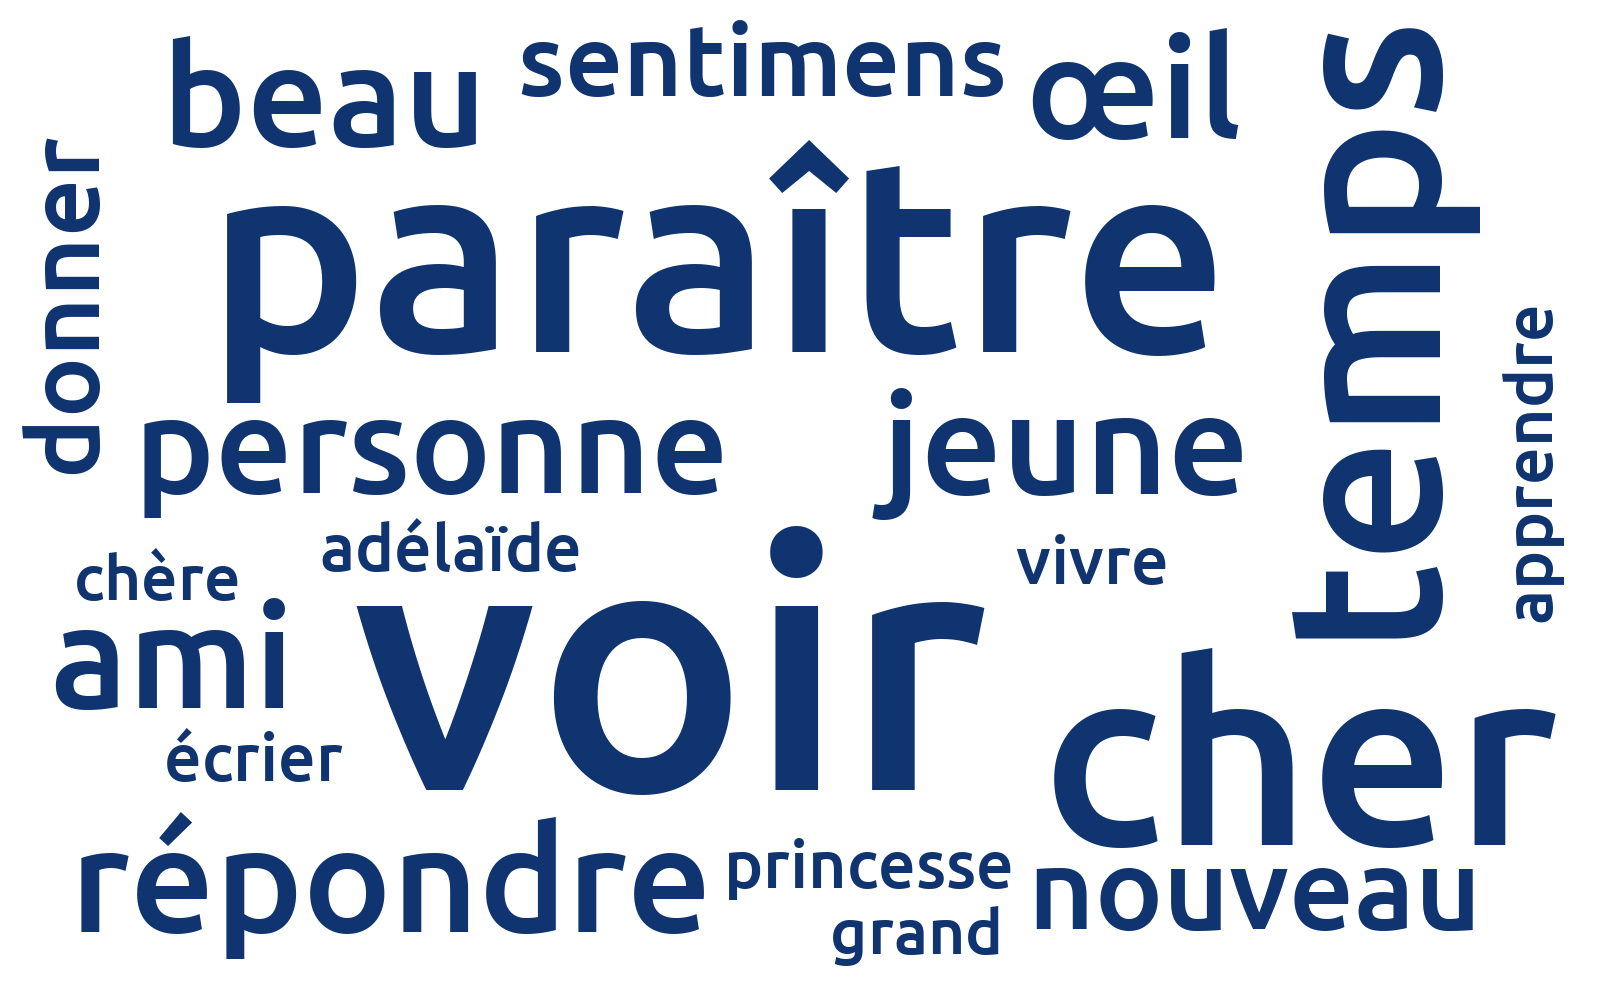 beau
sentimens
œil
temps
donner
paraître
personne
jeune
apprendre
adélaïde
vivre
chère
voir
ami
cher
écrier
répondre
princesse
nouveau
grand